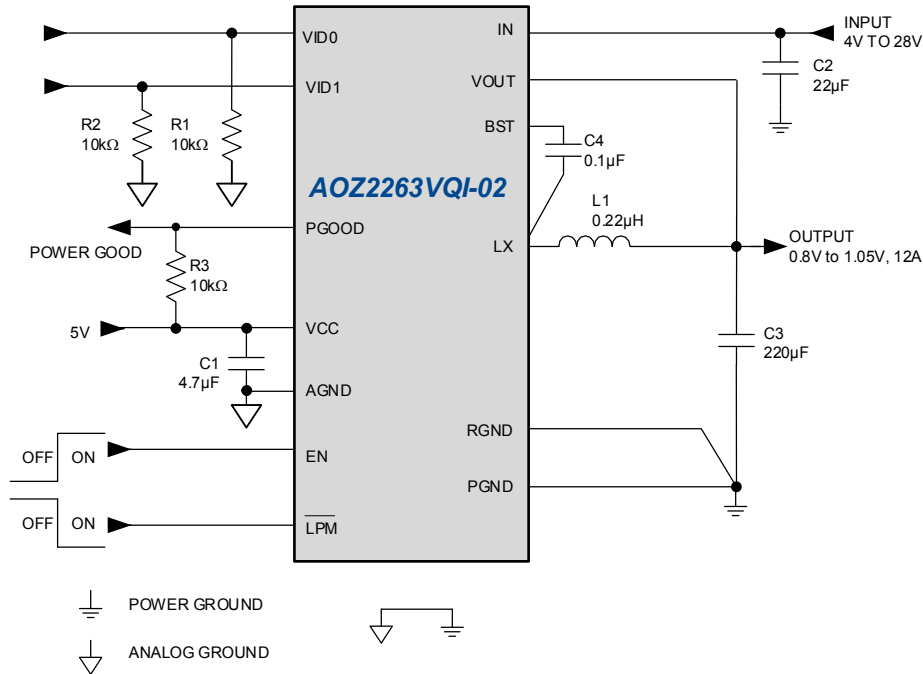 VID0
IN
INPUT
4V TO 28V
VID1
VOUT
C2
22µF
R2
10kΩ
R1
10kΩ
BST
C4
0.1µF
AOZ2263VQI-02
L1
0.22µH
PGOOD
LX
POWER GOOD
OUTPUT
0.8V to 1.05V, 12A
R3
10kΩ
5V
VCC
C3
220µF
C1
4.7µF
AGND
RGND
OFF
ON
EN
PGND
OFF
ON
LPM
POWER GROUND
ANALOG GROUND